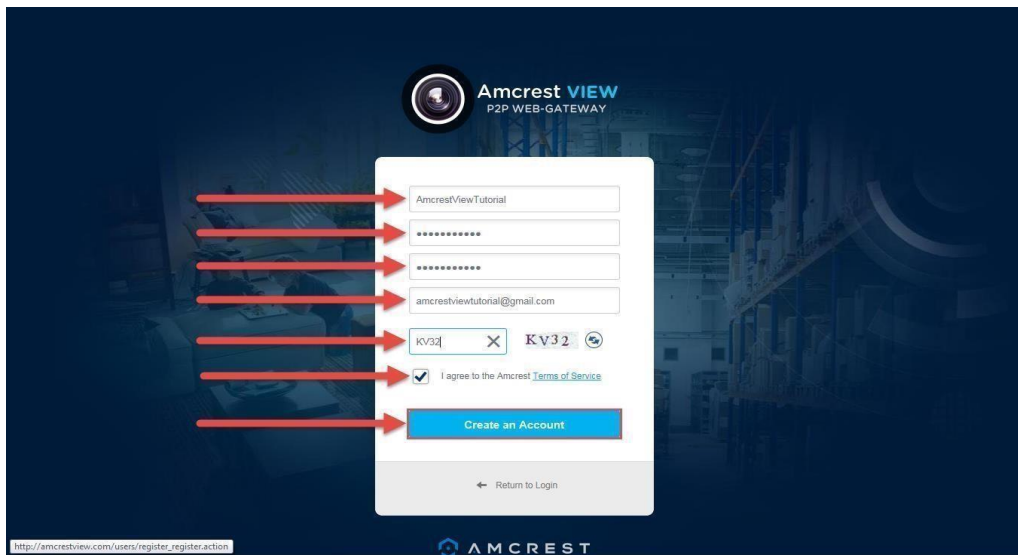 Amcrest VIEW
P2P WEB-GATEWAY
AmcrestViewTutorial
•••••••••••
•••••••••••
amcrestviewtutorial@gmail.com
KV32 KV32
I agree to the Amcrest Terms of Service
Create an Account
Return to Login
http://amcrestview.com/users/register_register.action
AMCREST